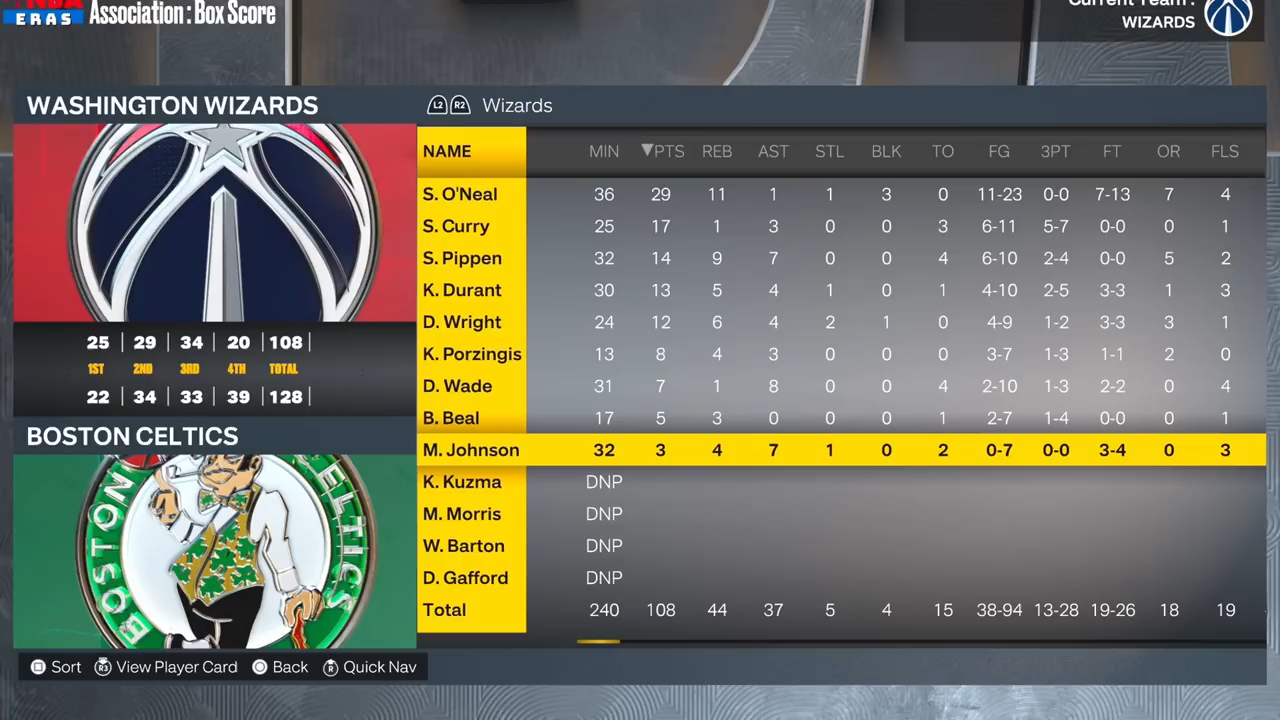 NBA
ERAS
Association : Box Score
Current Team :
WIZARDS
WASHINGTON WIZARDS
L2 R2 Wizards
NAME MIN ▼PTS REB AST STL BLK TO FG 3PT FT OR FLS
S. O'Neal 36 29 11 1 1 3 0 11-23 0-0 7-13 7 4
S. Curry 25 17 1 3 0 0 3 6-11 5-7 0-0 0 1
S. Pippen 32 14 9 7 0 0 4 6-10 2-4 0-0 5 2
K. Durant 30 13 5 4 1 0 1 4-10 2-5 3-3 1 3
D. Wright 24 12 6 4 2 1 0 4-9 1-2 3-3 3 1
K. Porzingis 13 8 4 3 0 0 0 3-7 1-3 1-1 2 0
D. Wade 31 7 1 8 0 0 4 2-10 1-3 2-2 0 4
B. Beal 17 5 3 0 0 0 1 2-7 1-4 0-0 0 1
M. Johnson 32 3 4 7 1 0 2 0-7 0-0 3-4 0 3
K. Kuzma DNP
M. Morris DNP
W. Barton DNP
D. Gafford DNP
Total 240 108 44 37 5 4 15 38-94 13-28 19-26 18 19
25 | 29 | 34 | 20 | 108 |
1ST 2ND 3RD 4TH TOTAL
22 | 34 | 33 | 39 | 128 |
BOSTON CELTICS
BOSTON CELTICS
Sort R3 View Player Card Back R Quick Nav